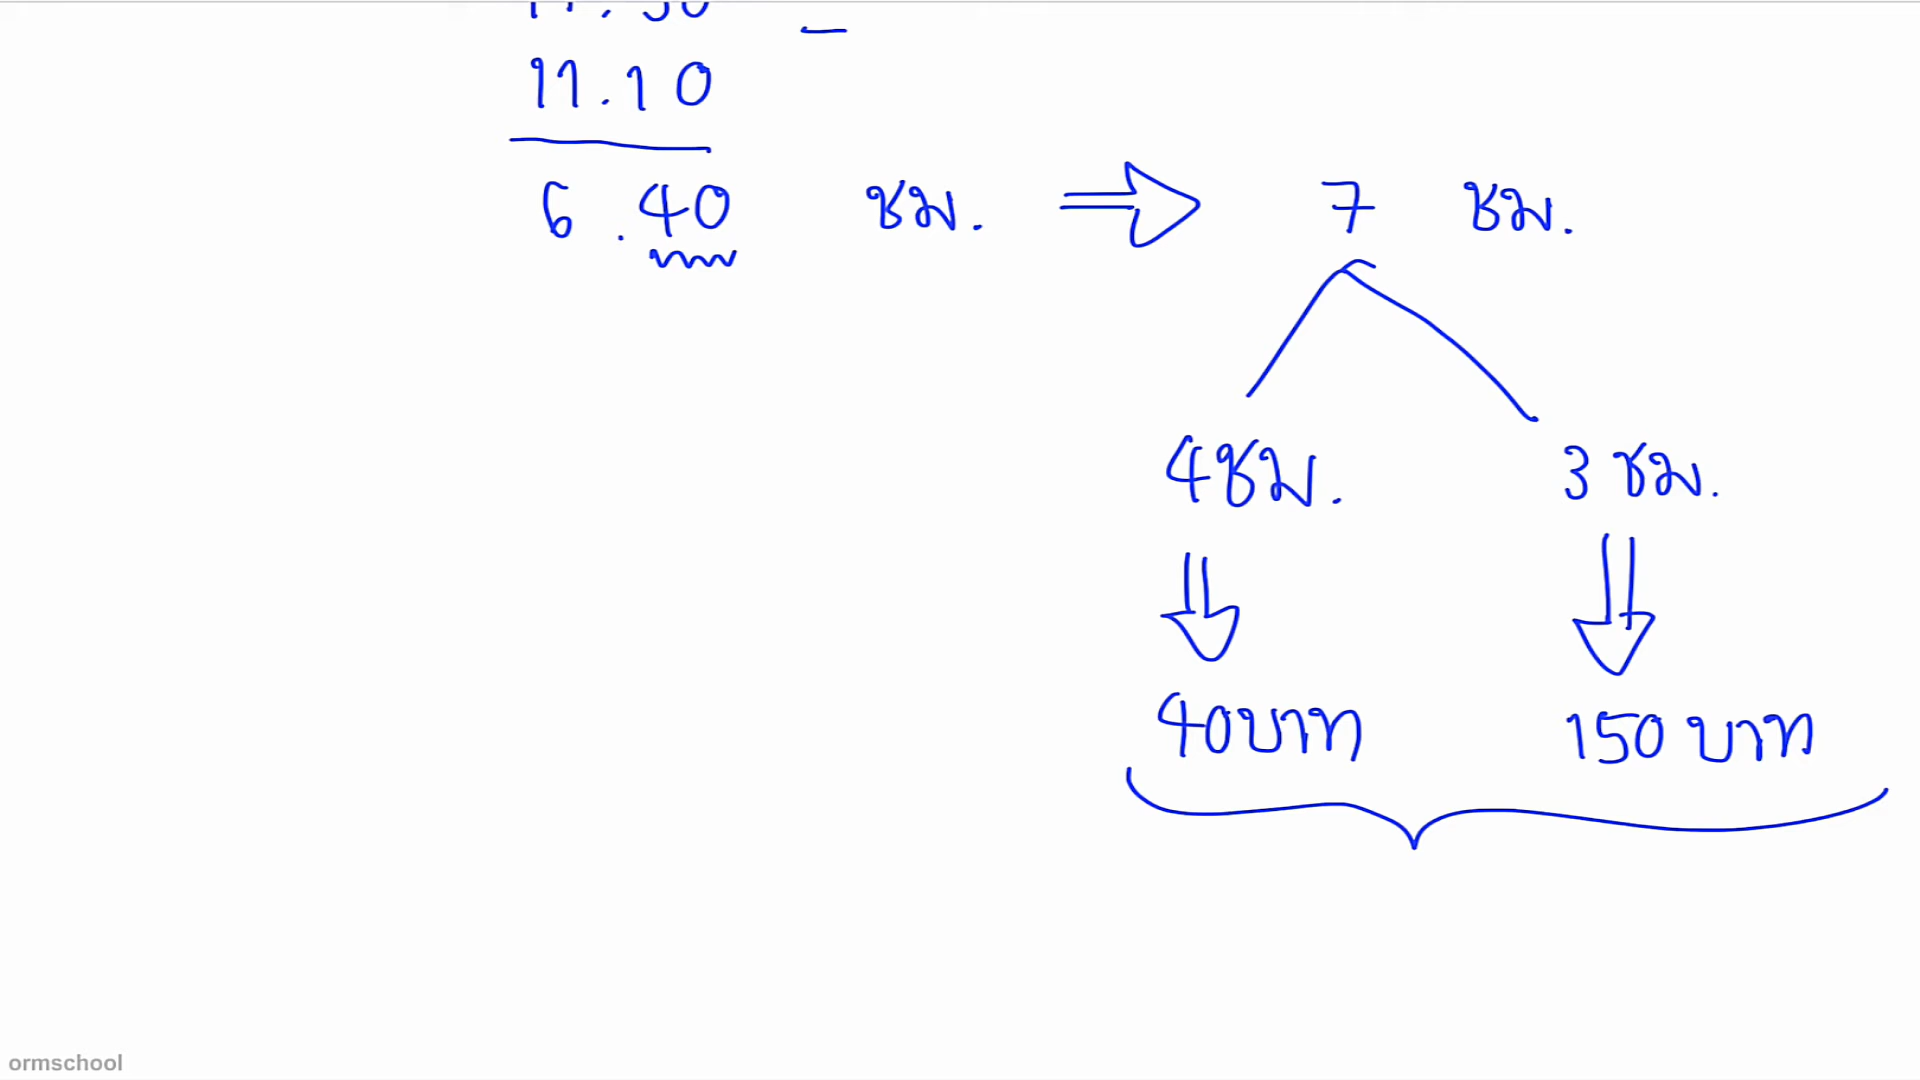 11.10
6.40 ชม. ⇒ 7 ชม.
4ชม. 3 ชม.
40บาท 150 บาท
ormschool